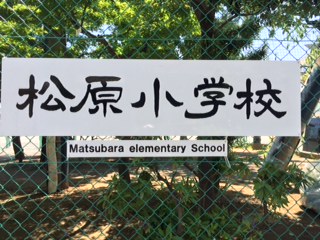 松原小学校
Matsubara elementary School